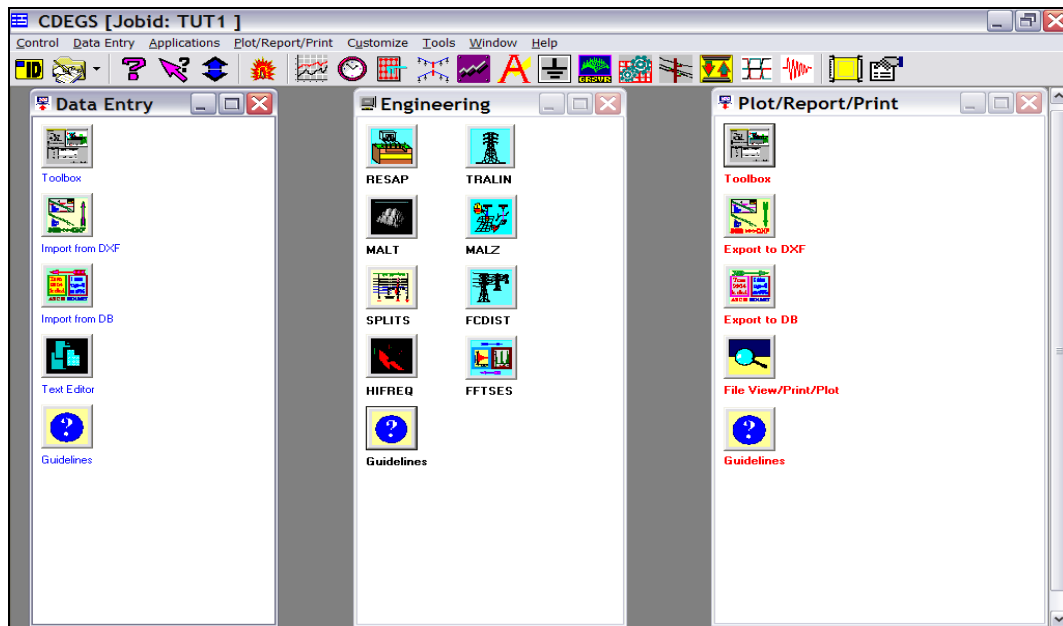 CDEGS [Jobid: TUT1 ]
Control Data Entry Applications Plot/Report/Print Customize Tools Window Help
ID
GRSVR
Data Entry
Toolbox
Import from DXF
Import from DB
Text Editor
Guidelines
Engineering
RESAP TRALIN
MALT MALZ
SPLITS FCDIST
HIFREQ FFTSES
Guidelines
Plot/Report/Print
Toolbox
Export to DXF
Export to DB
File View/Print/Plot
Guidelines